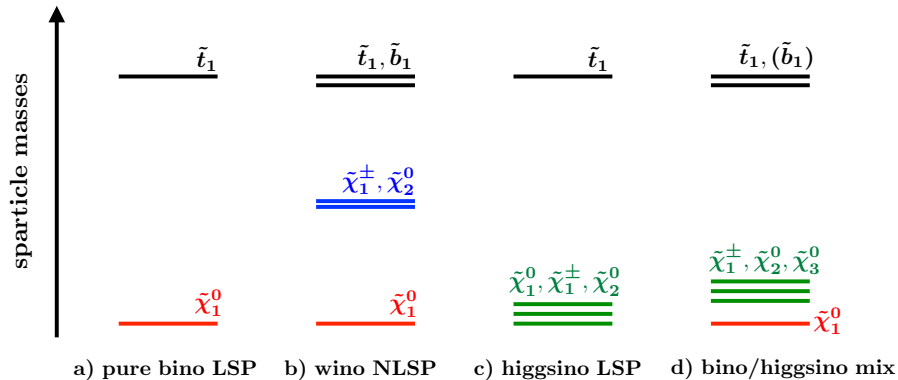 sparticle masses
t̃₁
t̃₁, b̃₁
t̃₁
t̃₁, (b̃₁)
χ̃₁±, χ̃₂⁰
χ̃₁⁰
χ̃₁⁰
χ̃₁⁰, χ̃₁±, χ̃₂⁰
χ̃₁±, χ̃₂⁰, χ̃₃⁰
χ̃₁⁰
a) pure bino LSP
b) wino NLSP
c) higgsino LSP
d) bino/higgsino mix